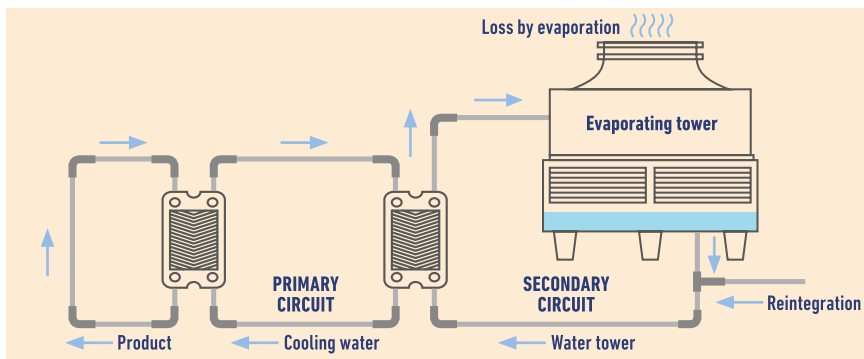 Loss by evaporation
Evaporating tower
PRIMARY
CIRCUIT
SECONDARY
CIRCUIT
Reintegration
Product
Cooling water
Water tower